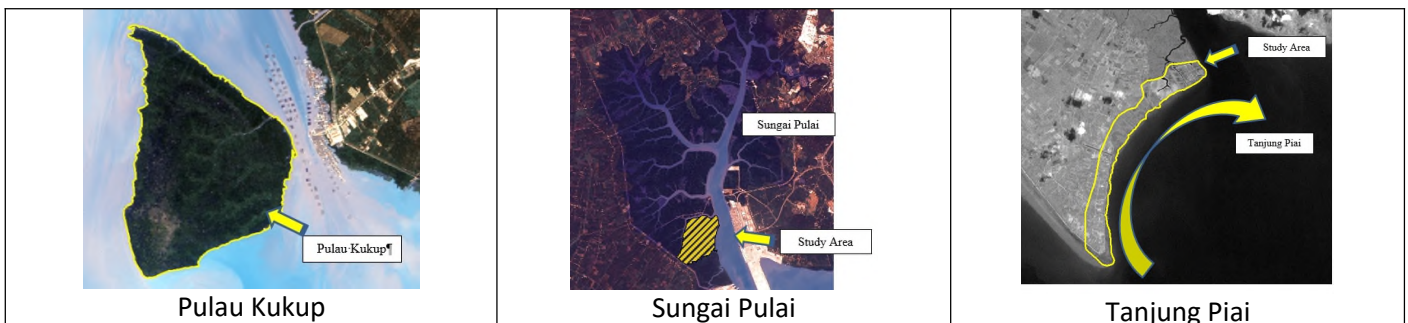 Pulau·Kukup¶
Pulau Kukup
Sungai Pulai
Study Area
Sungai Pulai
Study Area
Tanjung Piai
Tanjung Piai